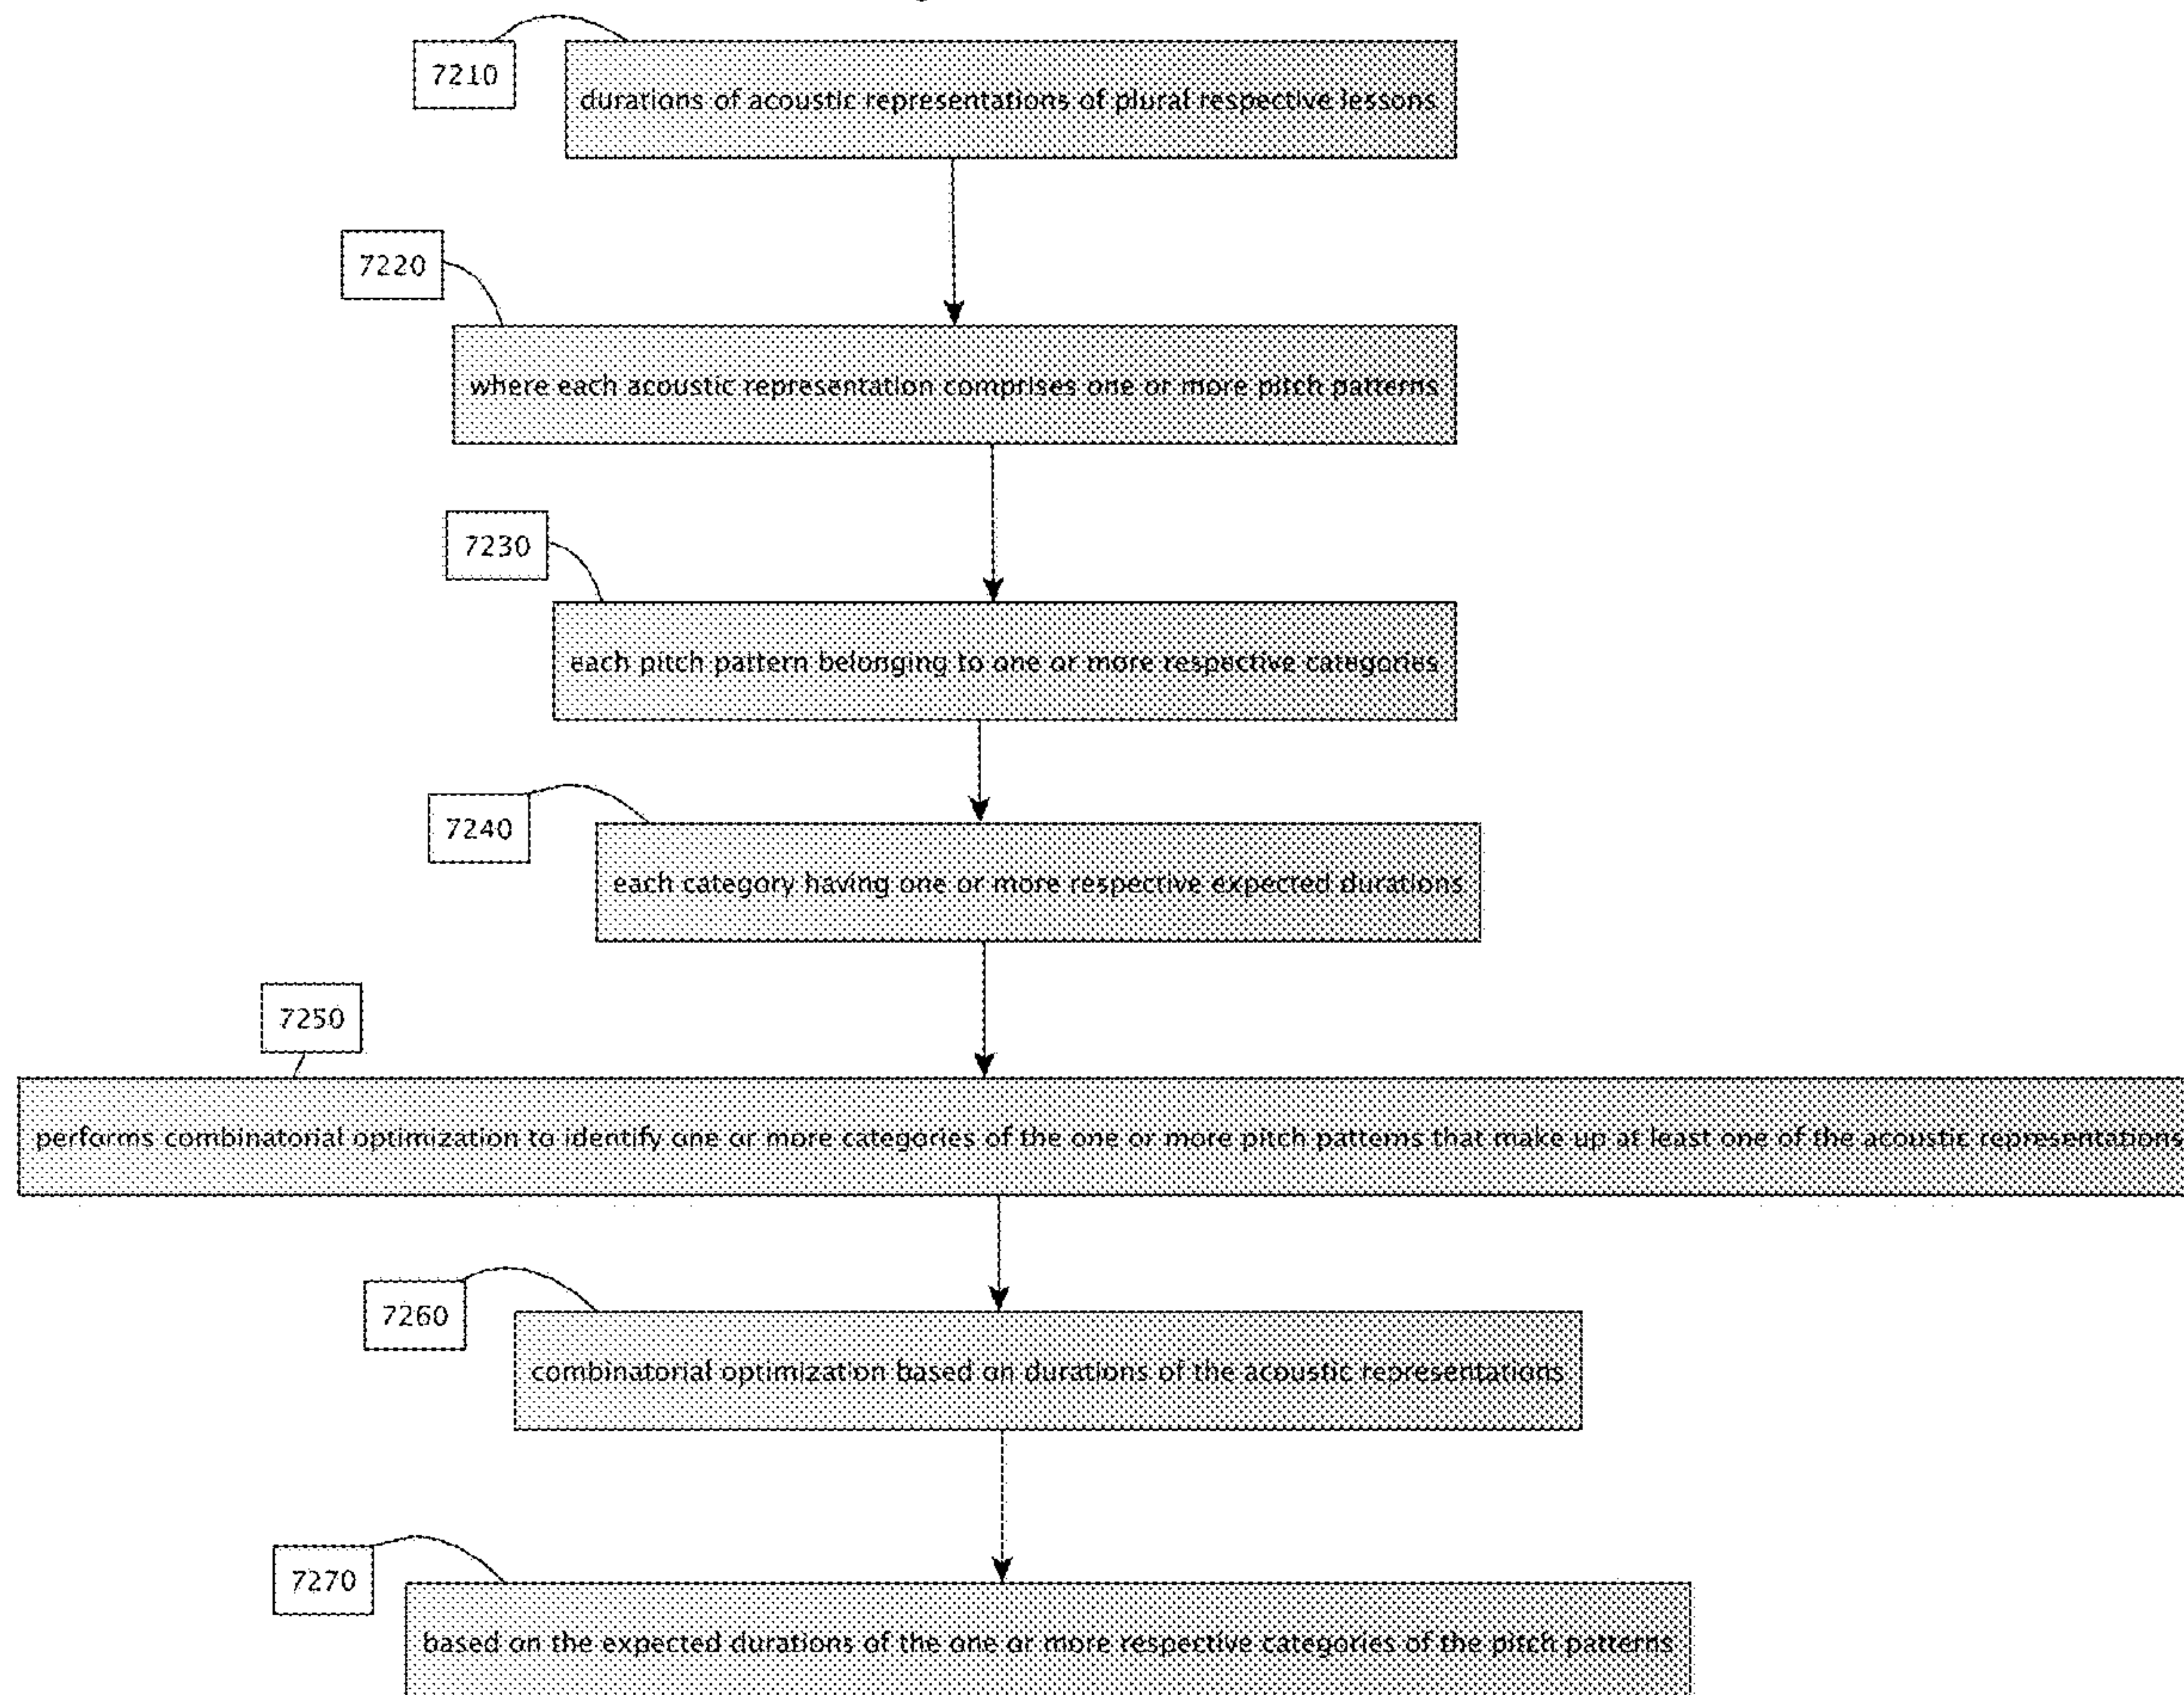 7210
durations of acoustic representations of plural respective lessons
7220
where each acoustic representation comprises one or more pitch patterns
7230
each pitch pattern belonging to one or more respective categories
7240
each category having one or more respective expected durations
7250
performs combinatorial optimization to identify one or more categories of the one or more pitch patterns that make up at least one of the acoustic representations
7260
combinatorial optimization based on durations of the acoustic representations
7270
based on the expected durations of the one or more respective categories of the pitch patterns